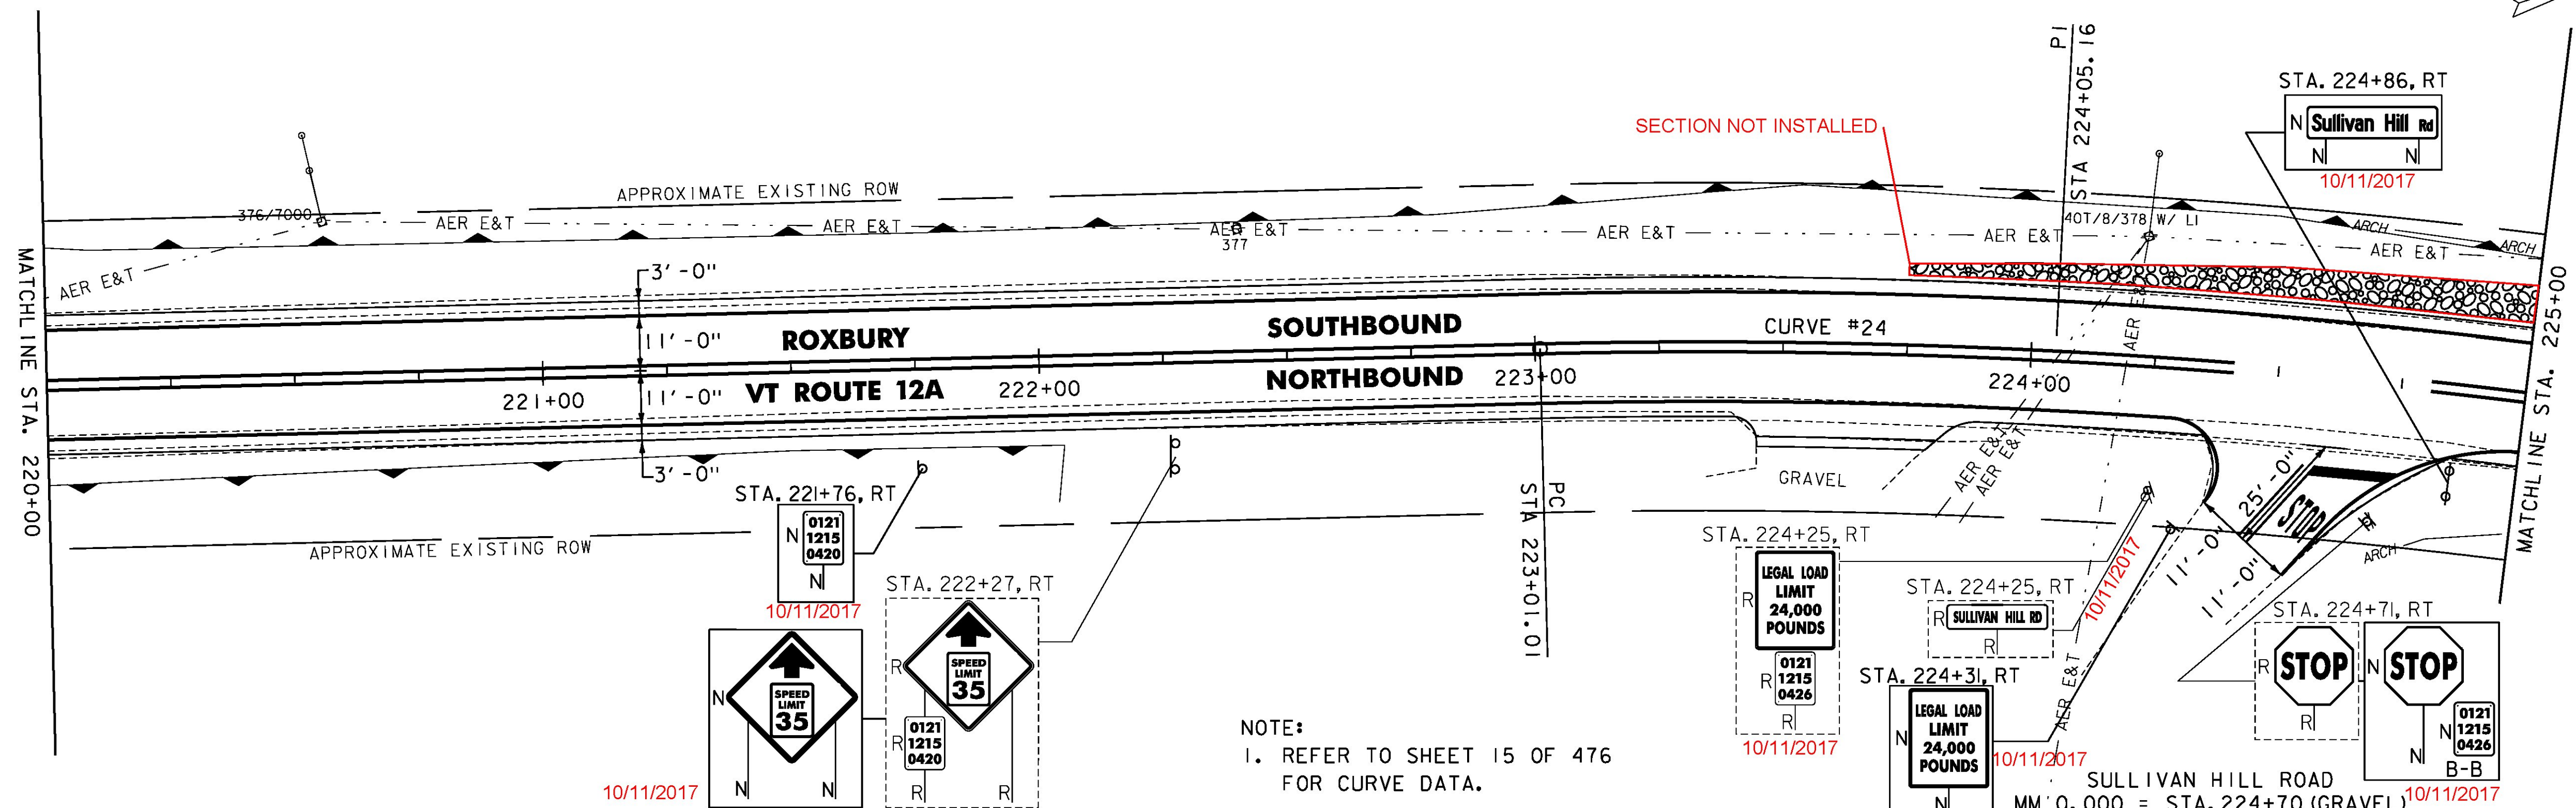 STA. 224+86, RT
N Sullivan Hill Rd
N N
10/11/2017
PI
STA 224+05.16
SECTION NOT INSTALLED
APPROXIMATE EXISTING ROW
376/7000
AER E&T
AER E&T
AER E&T
AER E&T
377
AER E&T
AER E&T
40T/8/378 W/ LI
ARCH
ARCH
AER E&T
MATCHLINE STA. 220+00
MATCHLINE STA. 225+00
3'-0"
11'-0"
11'-0"
3'-0"
ROXBURY
VT ROUTE 12A
SOUTHBOUND
NORTHBOUND
CURVE #24
AER E&T
221+00
222+00
223+00
224+00
PC
STA 223+01.01
GRAVEL
AER E&T
AER E&T
25'-0"
STOP
11'-0"
11'-0"
ARCH
APPROXIMATE EXISTING ROW
STA. 221+76, RT
N
0121
1215
0420
N
10/11/2017
STA. 222+27, RT
N
SPEED
LIMIT
35
N N
10/11/2017
R
SPEED
LIMIT
35
R
0121
1215
0420
R R
NOTE:
1. REFER TO SHEET 15 OF 476
FOR CURVE DATA.
STA. 224+25, RT
R
LEGAL LOAD
LIMIT
24,000
POUNDS
R
0121
1215
0426
R
10/11/2017
STA. 224+25, RT
R SULLIVAN HILL RD
R
10/11/2017
STA. 224+31, RT
N
LEGAL LOAD
LIMIT
24,000
POUNDS
N
10/11/2017
AER E&T
STA. 224+71, RT
R STOP
R
N STOP
N
N
0121
1215
0426
B-B
10/11/2017
SULLIVAN HILL ROAD
MM 0.000 = STA. 224+70 (GRAVEL)